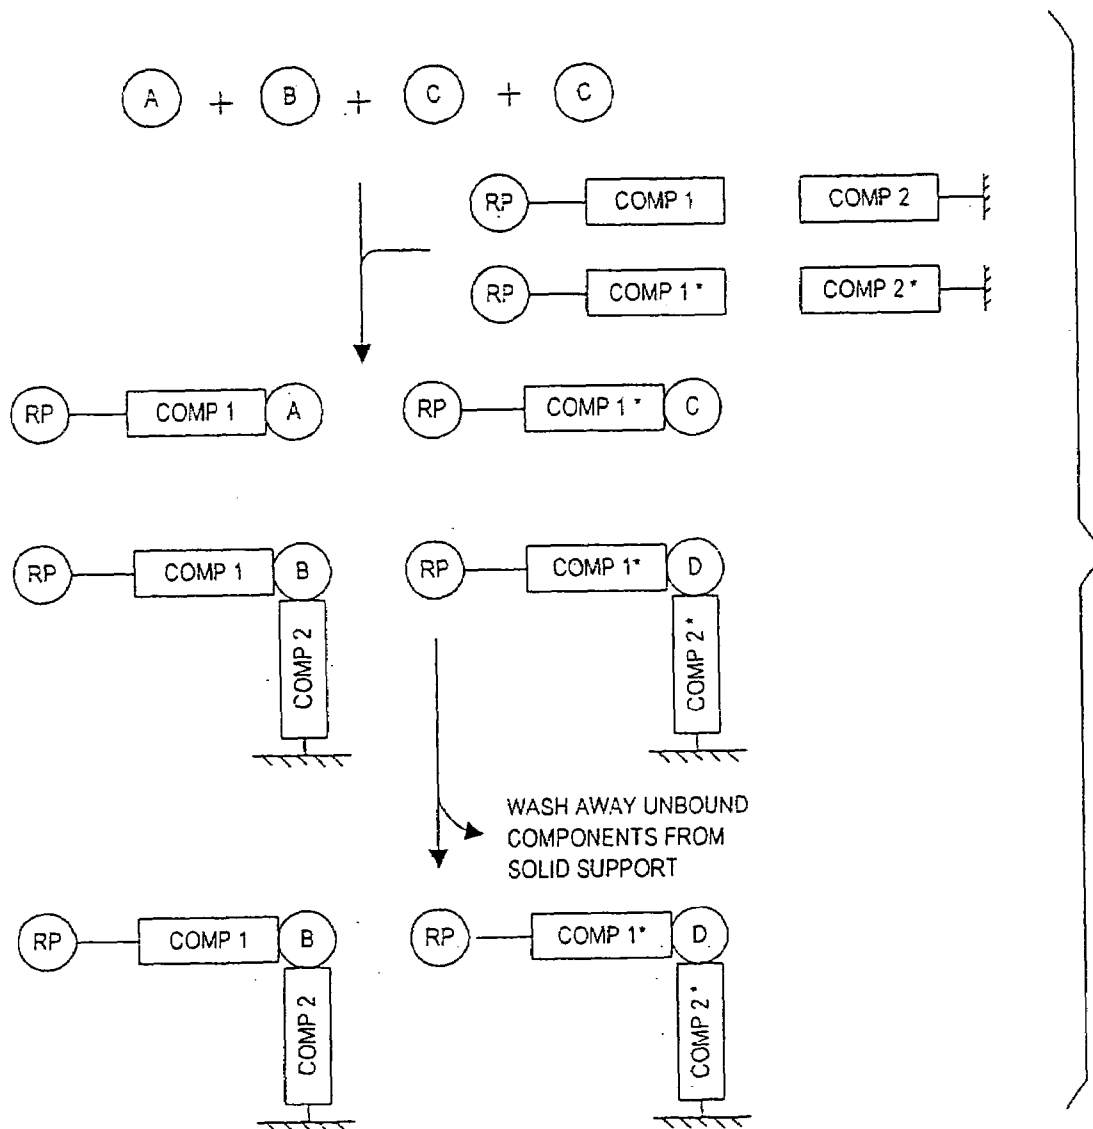 A + B + C + C
RP COMP 1 COMP 2
RP COMP 1* COMP 2*
RP COMP 1 A RP COMP 1* C
RP COMP 1 B RP COMP 1* D
COMP 2 COMP 2*
WASH AWAY UNBOUND
COMPONENTS FROM
SOLID SUPPORT
RP COMP 1 B RP COMP 1* D
COMP 2 COMP 2*